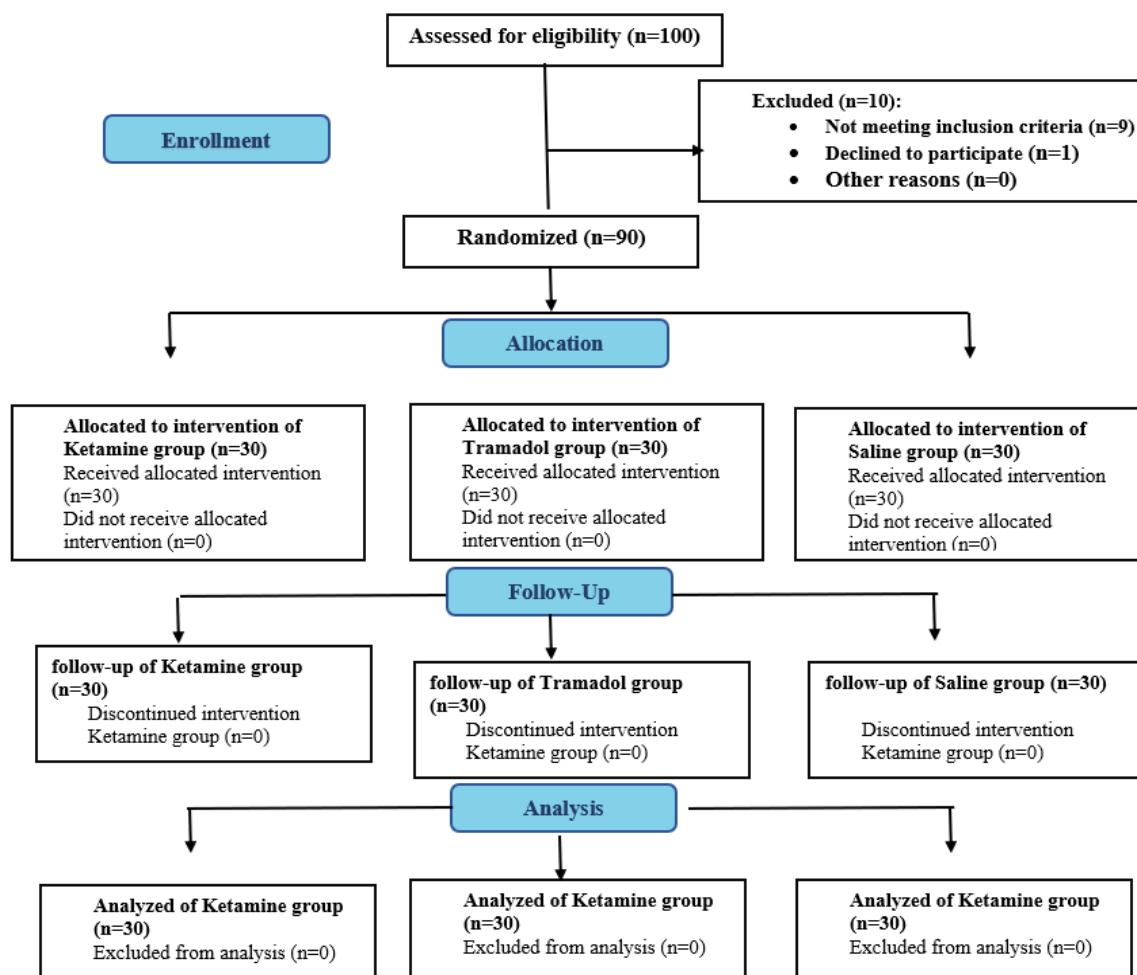 Assessed for eligibility (n=100)
Excluded (n=10):
• Not meeting inclusion criteria (n=9)
• Declined to participate (n=1)
• Other reasons (n=0)
Enrollment
Randomized (n=90)
Allocation
Allocated to intervention of
Ketamine group (n=30)
Received allocated intervention
(n=30)
Did not receive allocated
intervention (n=0)
Allocated to intervention of
Tramadol group (n=30)
Received allocated intervention
(n=30)
Did not receive allocated
intervention (n=0)
Allocated to intervention of
Saline group (n=30)
Received allocated intervention
(n=30)
Did not receive allocated
intervention (n=0)
Follow-Up
follow-up of Ketamine group
(n=30)
Discontinued intervention
Ketamine group (n=0)
follow-up of Tramadol group
(n=30)
Discontinued intervention
Ketamine group (n=0)
follow-up of Saline group (n=30)
Discontinued intervention
Ketamine group (n=0)
Analysis
Analyzed of Ketamine group
(n=30)
Excluded from analysis (n=0)
Analyzed of Ketamine group
(n=30)
Excluded from analysis (n=0)
Analyzed of Ketamine group
(n=30)
Excluded from analysis (n=0)